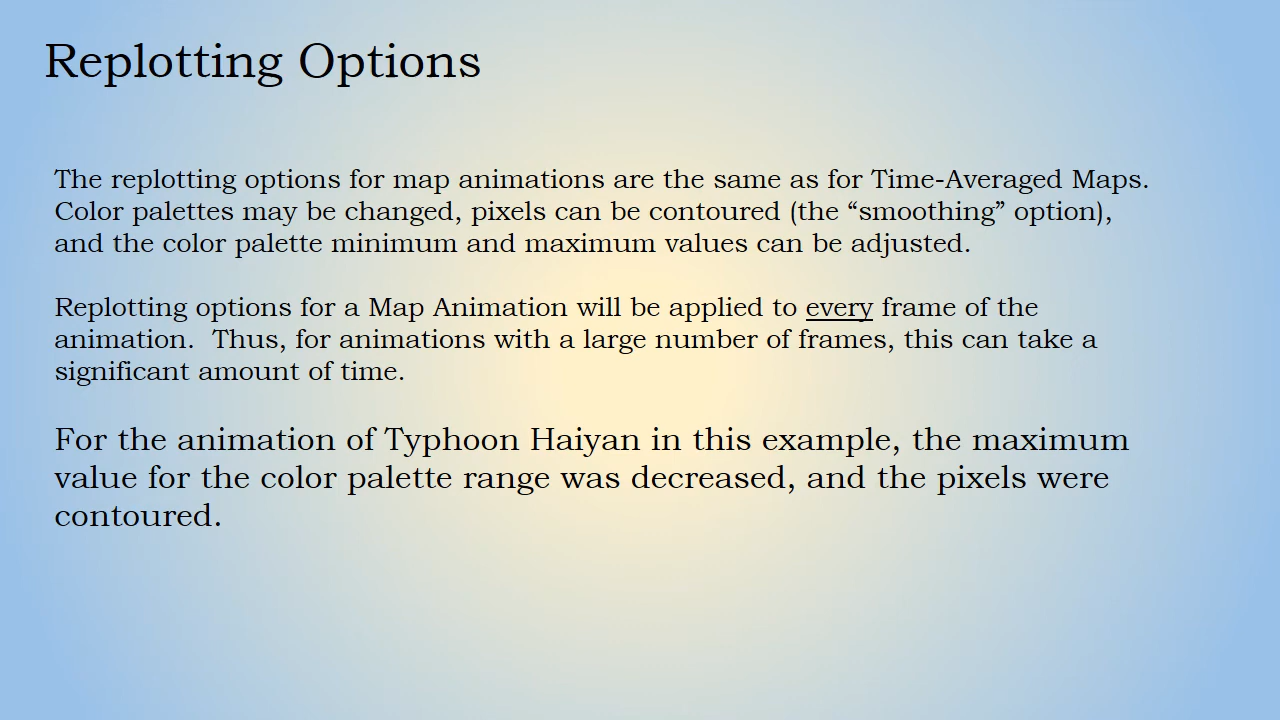 Replotting Options
The replotting options for map animations are the same as for Time-Averaged Maps.
Color palettes may be changed, pixels can be contoured (the “smoothing” option),
and the color palette minimum and maximum values can be adjusted.
Replotting options for a Map Animation will be applied to every frame of the
animation.  Thus, for animations with a large number of frames, this can take a
significant amount of time.
For the animation of Typhoon Haiyan in this example, the maximum
value for the color palette range was decreased, and the pixels were
contoured.